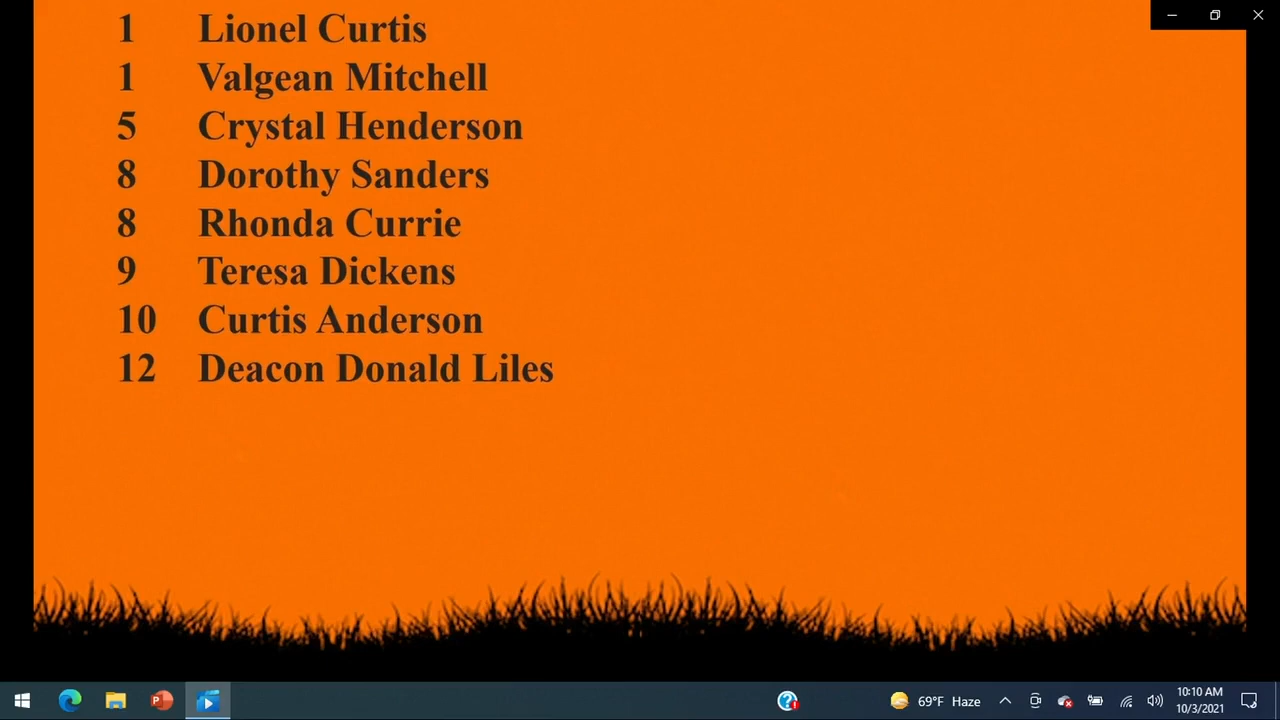 1 Lionel Curtis
1 Valgean Mitchell
5 Crystal Henderson
8 Dorothy Sanders
8 Rhonda Currie
9 Teresa Dickens
10 Curtis Anderson
12 Deacon Donald Liles
69°F Haze
10:10 AM
10/3/2021